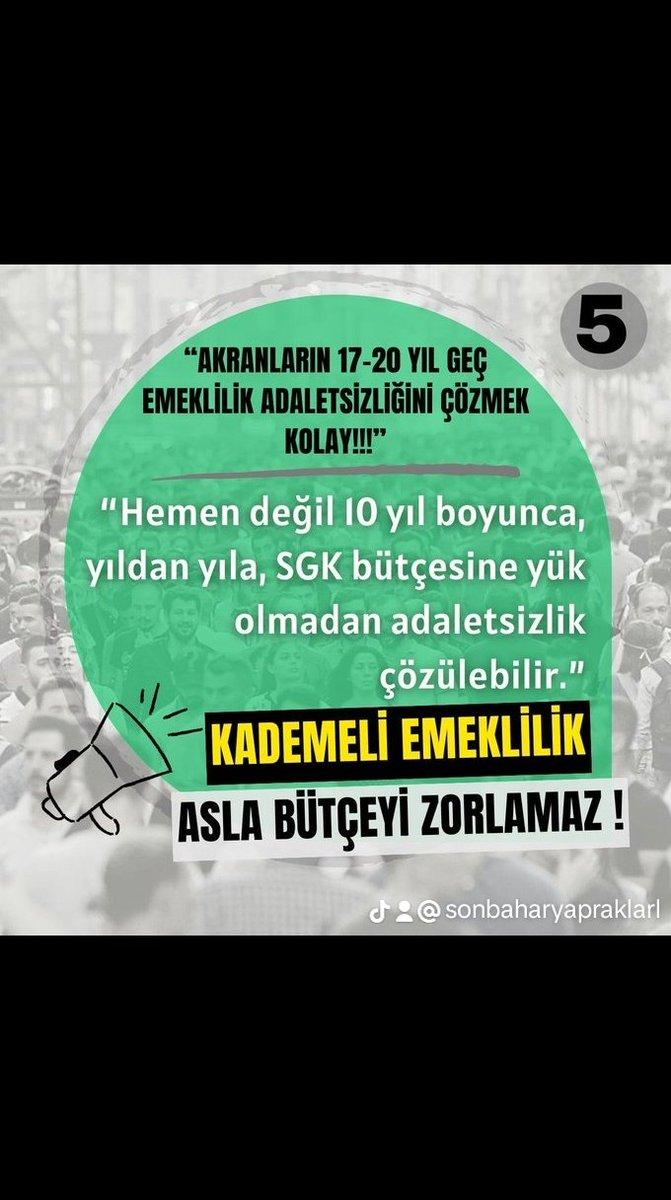 5
“AKRANLARIN 17-20 YIL GEÇ
EMEKLİLİK ADALETSİZLİĞİNİ ÇÖZMEK
KOLAY!!!”
“Hemen değil 10 yıl boyunca,
yıldan yıla, SGK bütçesine yük
olmadan adaletsizlik
çözülebilir.”
KADEMELİ EMEKLİLİK
ASLA BÜTÇEYİ ZORLAMAZ !
@sonbaharyapraklarl